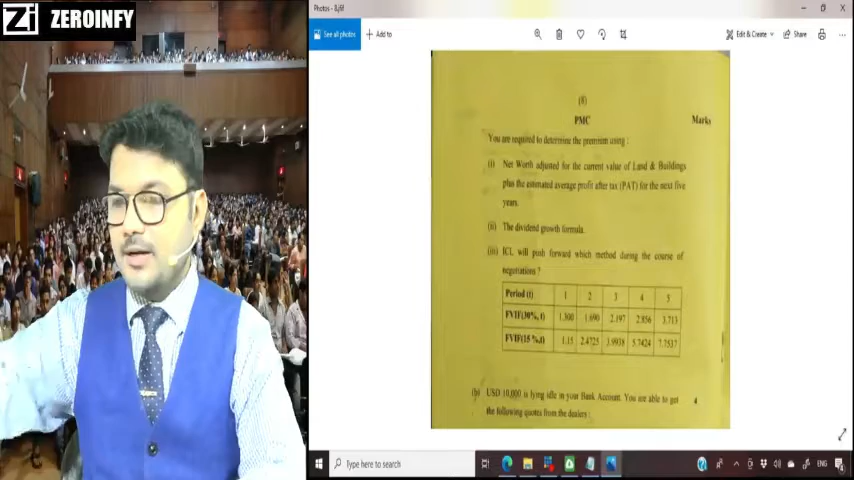 Zi ZEROINFY
Photos - 8.jfif
See all photos
Add to
Edit & Create
Share
(8)
PMC
Marks
You are required to determine the premium using :
(i) Net Worth adjusted for the current value of Land & Buildings
plus the estimated average profit after tax (PAT) for the next five
years.
(ii) The dividend growth formula.
(iii) ICL will push forward which method during the course of
negotiations ?
Period (t) 1 2 3 4 5
FVIF(30%, t) 1.300 1.690 2.197 2.856 3.713
FVIF(15 %,t) 1.15 2.4725 3.9938 5.7424 7.7537
(b) USD 10,000 is lying idle in your Bank Account. You are able to get 4
the following quotes from the dealers :
Type here to search
ENG